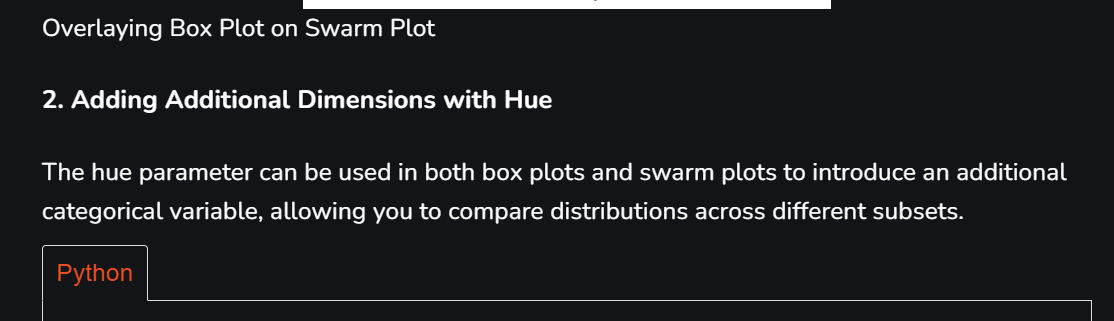 Overlaying Box Plot on Swarm Plot
2. Adding Additional Dimensions with Hue
The hue parameter can be used in both box plots and swarm plots to introduce an additional
categorical variable, allowing you to compare distributions across different subsets.
Python